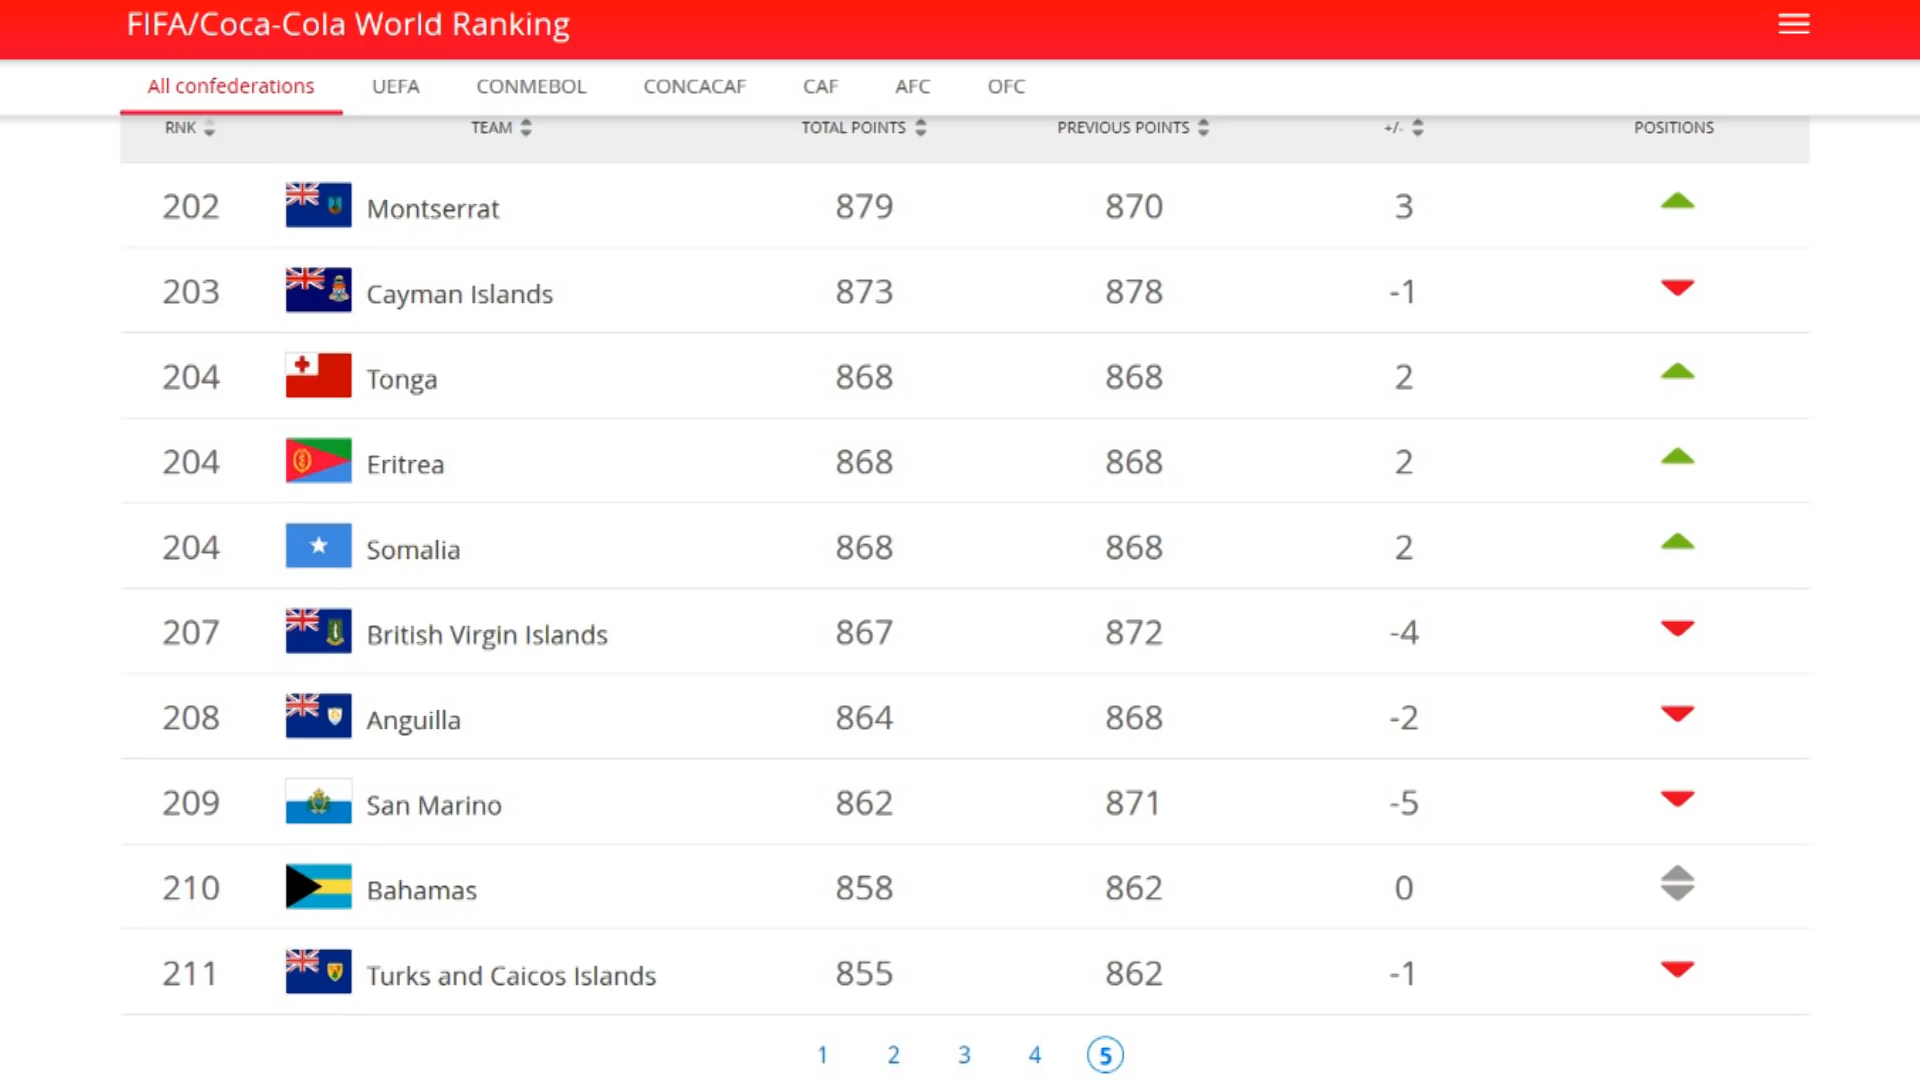 FIFA/Coca-Cola World Ranking
All confederations UEFA CONMEBOL CONCACAF CAF AFC OFC
RNK TEAM TOTAL POINTS PREVIOUS POINTS +/- POSITIONS
202 Montserrat 879 870 3
203 Cayman Islands 873 878 -1
204 Tonga 868 868 2
204 Eritrea 868 868 2
204 Somalia 868 868 2
207 British Virgin Islands 867 872 -4
208 Anguilla 864 868 -2
209 San Marino 862 871 -5
210 Bahamas 858 862 0
211 Turks and Caicos Islands 855 862 -1
1 2 3 4 5